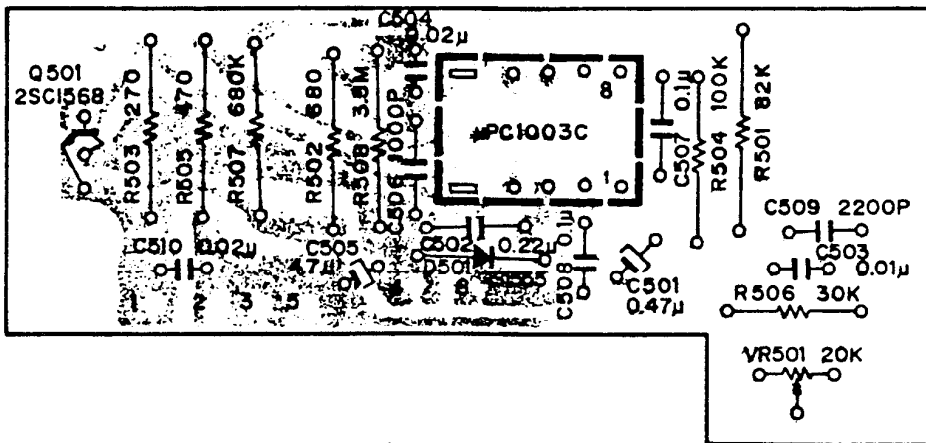 C504
0.02µ
Q501
2SC1568
R503 270
R505 470
R507 680K
R502 680
R508 3.8M
C506 1000P
µPC1003C
8
1
C507 0.1µ
R504 100K
R501 82K
C509 2200P
C510 0.02µ
C505
4.7µ
C502 0.22µ
D501
C508 0.1µ
C501
0.47µ
C503
0.01µ
R506 30K
VR501 20K
1 2 3 5 8